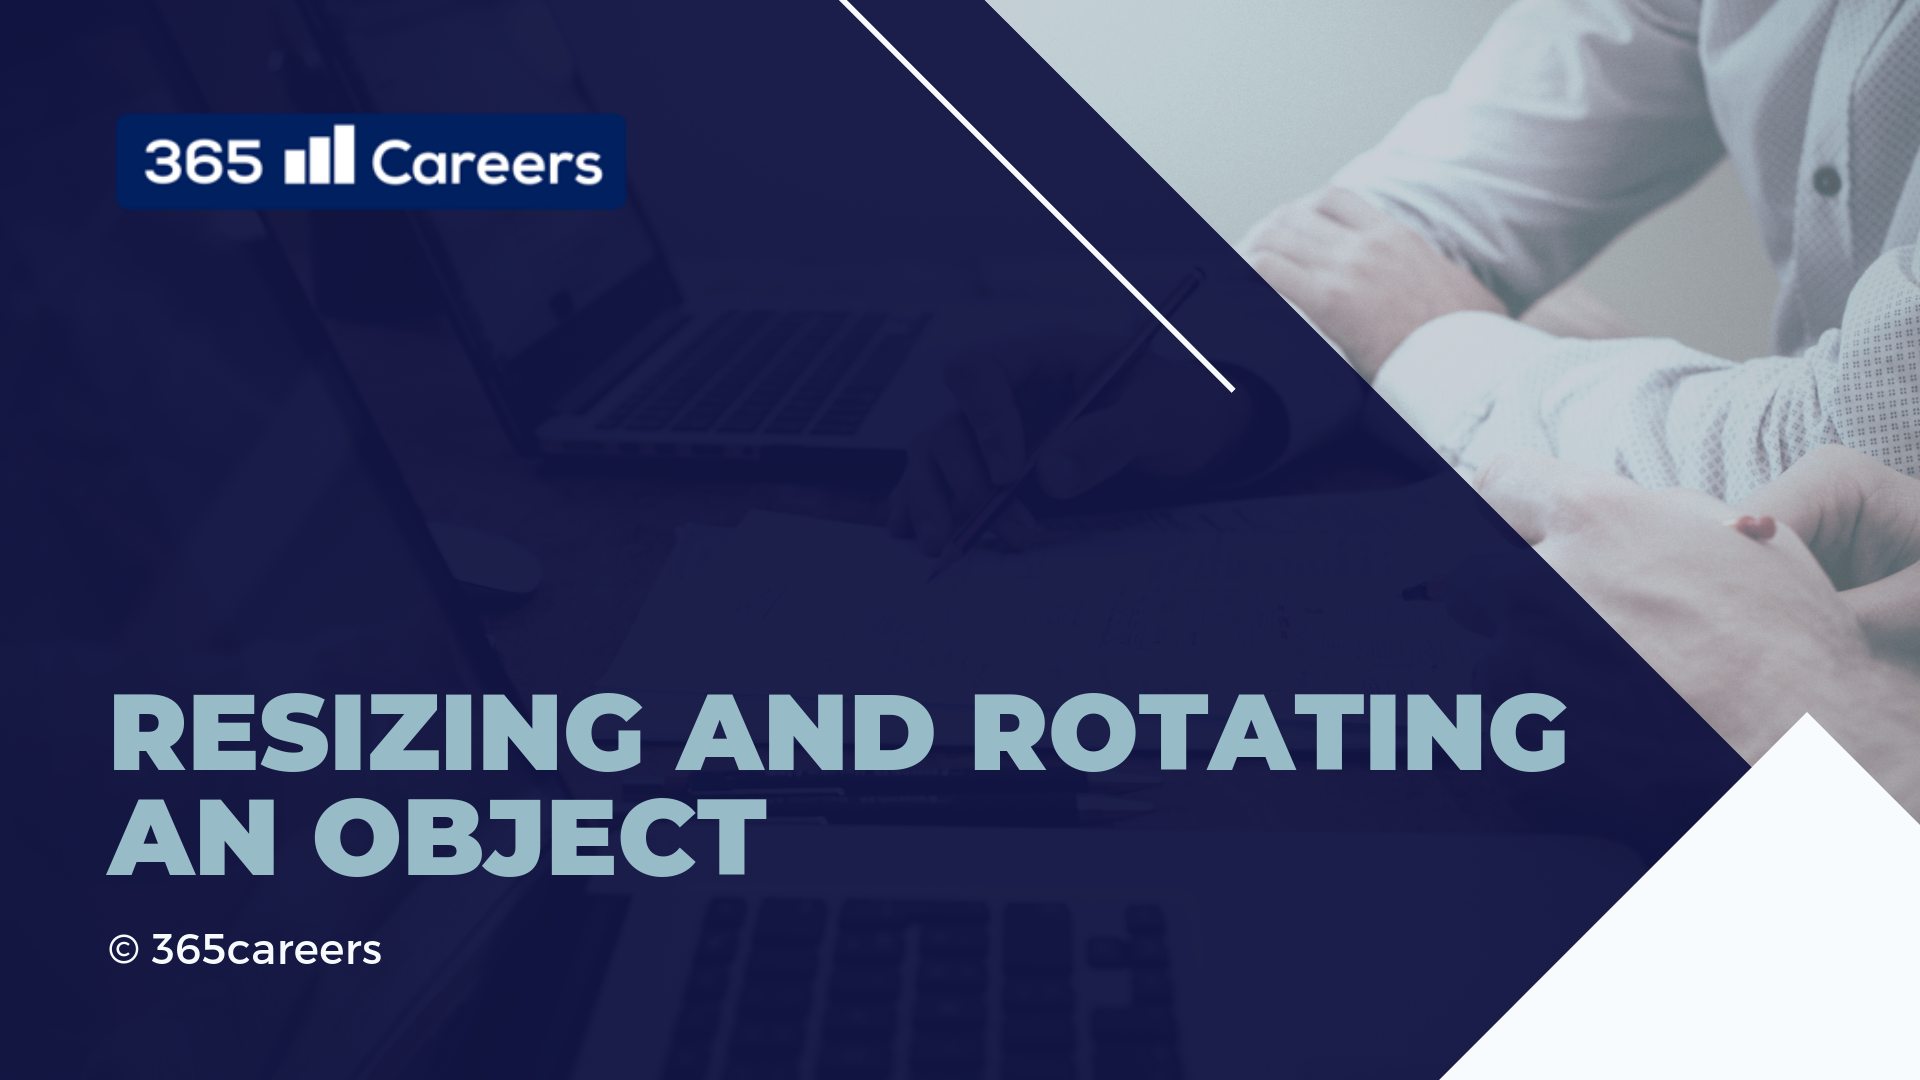 365 Careers
RESIZING AND ROTATING
AN OBJECT
© 365careers